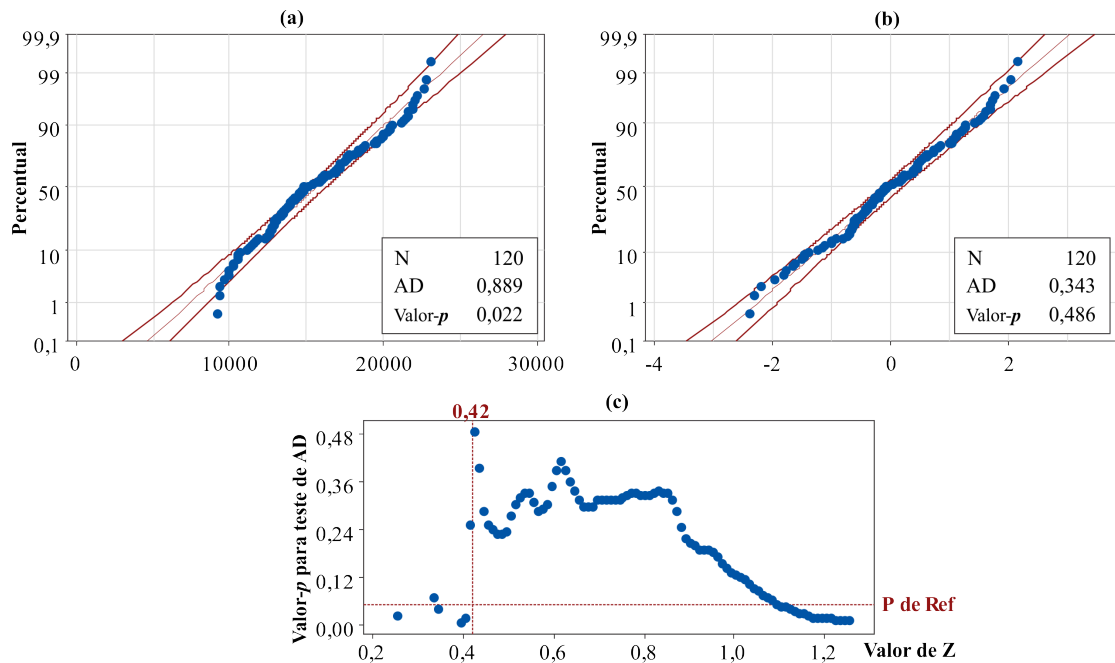 (a)
Percentual
99,9
99
90
50
10
1
0,1
N 120
AD 0,889
Valor-p 0,022
0 10000 20000 30000
(b)
99,9
99
90
50
10
1
0,1
N 120
AD 0,343
Valor-p 0,486
-4 -2 0 2
(c)
0,42
Valor-p para teste de AD
0,48
0,36
0,24
0,12
0,00
P de Ref
0,2 0,4 0,6 0,8 1,0 1,2
Valor de Z